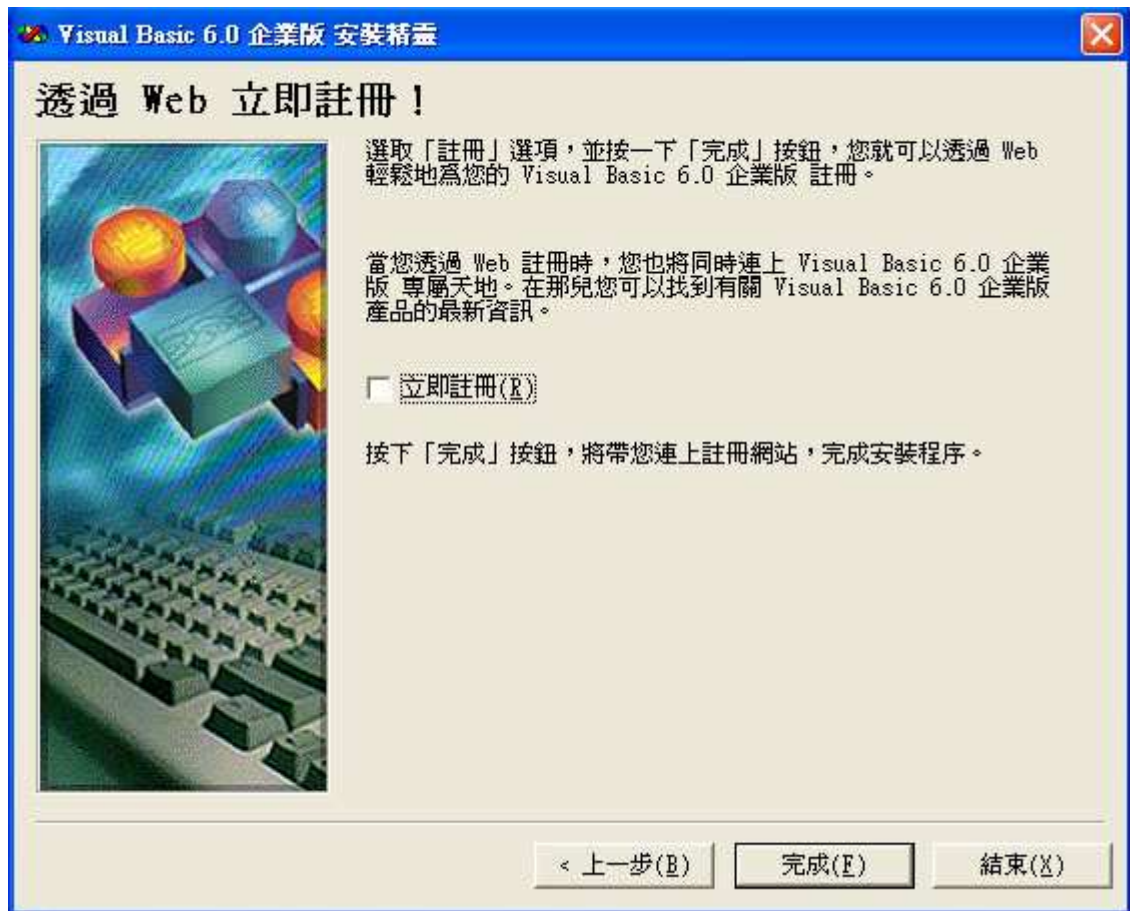 Visual Basic 6.0 企業版 安裝精靈
透過 Web 立即註冊！
選取「註冊」選項，並按一下「完成」按鈕，您就可以透過 Web
輕鬆地為您的 Visual Basic 6.0 企業版 註冊。
當您透過 Web 註冊時，您也將同時連上 Visual Basic 6.0 企業
版 專屬天地。在那兒您可以找到有關 Visual Basic 6.0 企業版
產品的最新資訊。
立即註冊(R)
按下「完成」按鈕，將帶您連上註冊網站，完成安裝程序。
< 上一步(B)
完成(F)
結束(X)